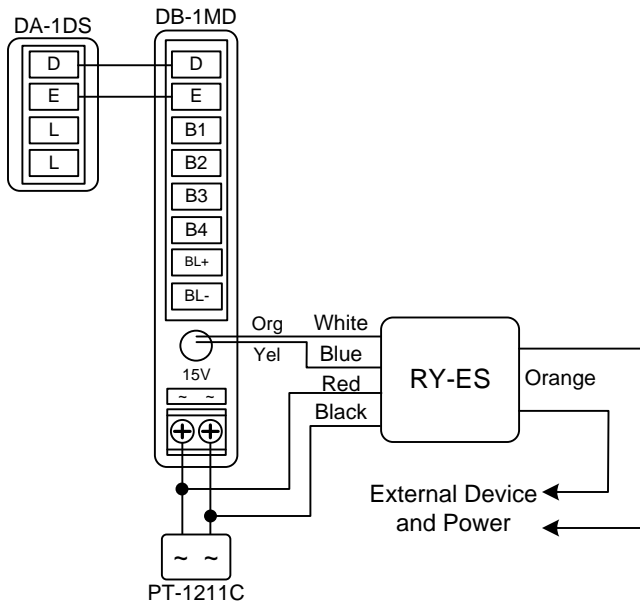 DA-1DS
DB-1MD
D
E
L
L
D
E
B1
B2
B3
B4
BL+
BL-
Org
White
Yel
Blue
15V
Red
~ ~
Black
RY-ES
Orange
External Device
and Power
~ ~
PT-1211C